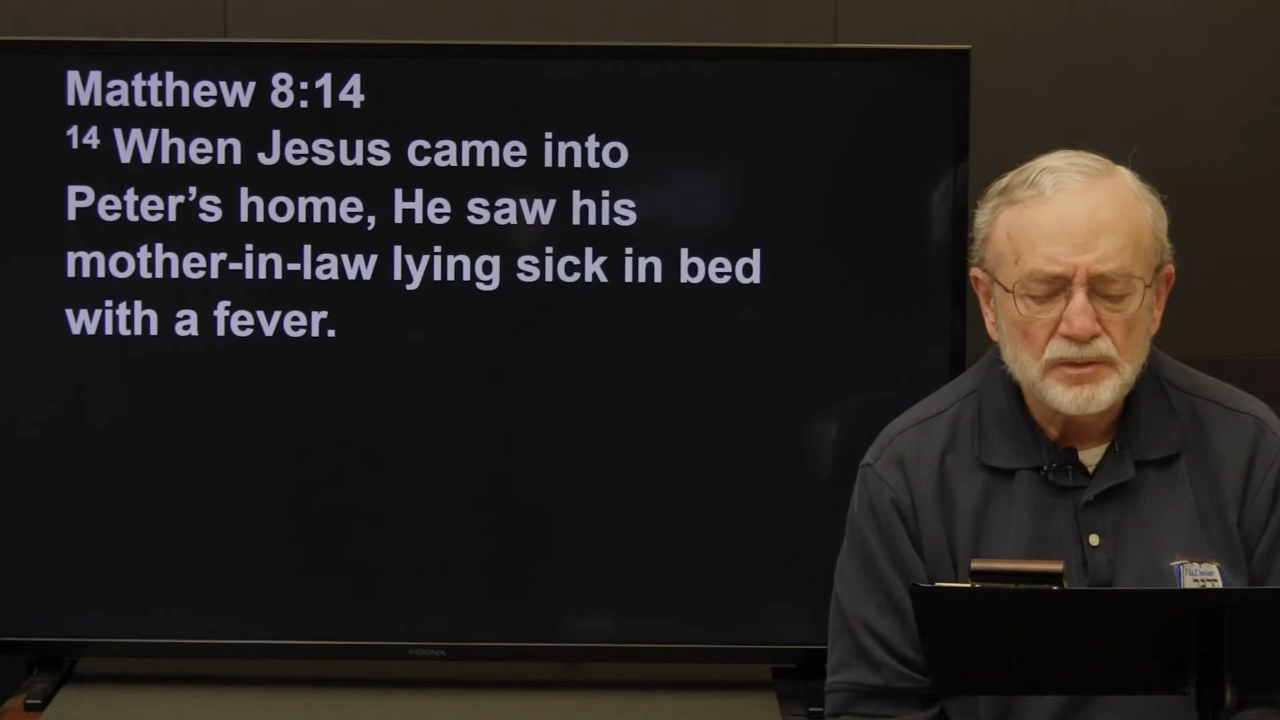 Matthew 8:14
14 When Jesus came into
Peter’s home, He saw his
mother-in-law lying sick in bed
with a fever.
INSIGNIA